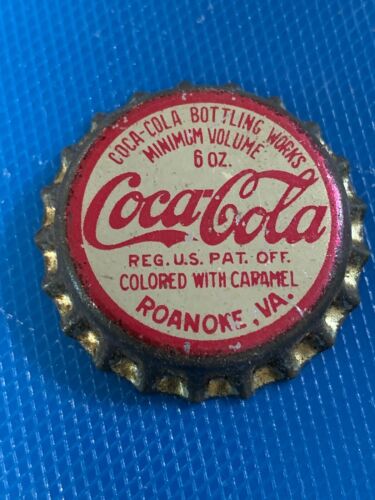 COCA-COLA BOTTLING WORKS
MINIMUM VOLUME
6 OZ.
Coca-Cola
REG. U.S. PAT. OFF.
COLORED WITH CARAMEL
ROANOKE, VA.